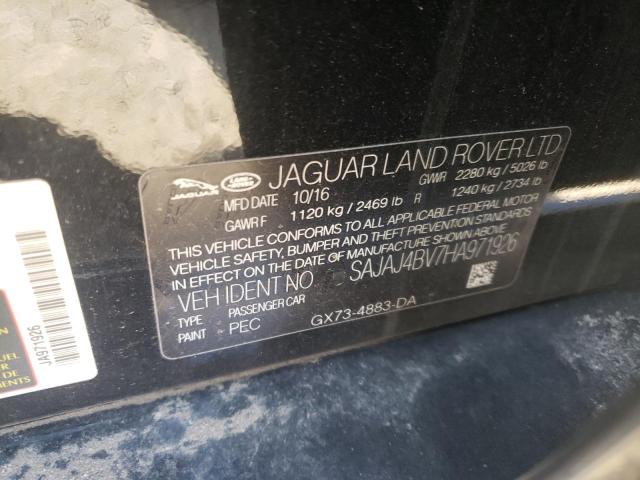 JAGUAR
LAND ROVER
JAGUAR LAND ROVER LTD
MFD DATE 10/16 GVWR 2280 kg / 5026 lb
GAWR F 1120 kg / 2469 lb R 1240 kg / 2734 lb
THIS VEHICLE CONFORMS TO ALL APPLICABLE FEDERAL MOTOR
VEHICLE SAFETY, BUMPER AND THEFT PREVENTION STANDARDS
IN EFFECT ON THE DATE OF MANUFACTURE SHOWN ABOVE
VEH IDENT NO SAJAJ4BV7HA971926
TYPE PASSENGER CAR
PAINT PEC GX73-4883-DA
JA971926